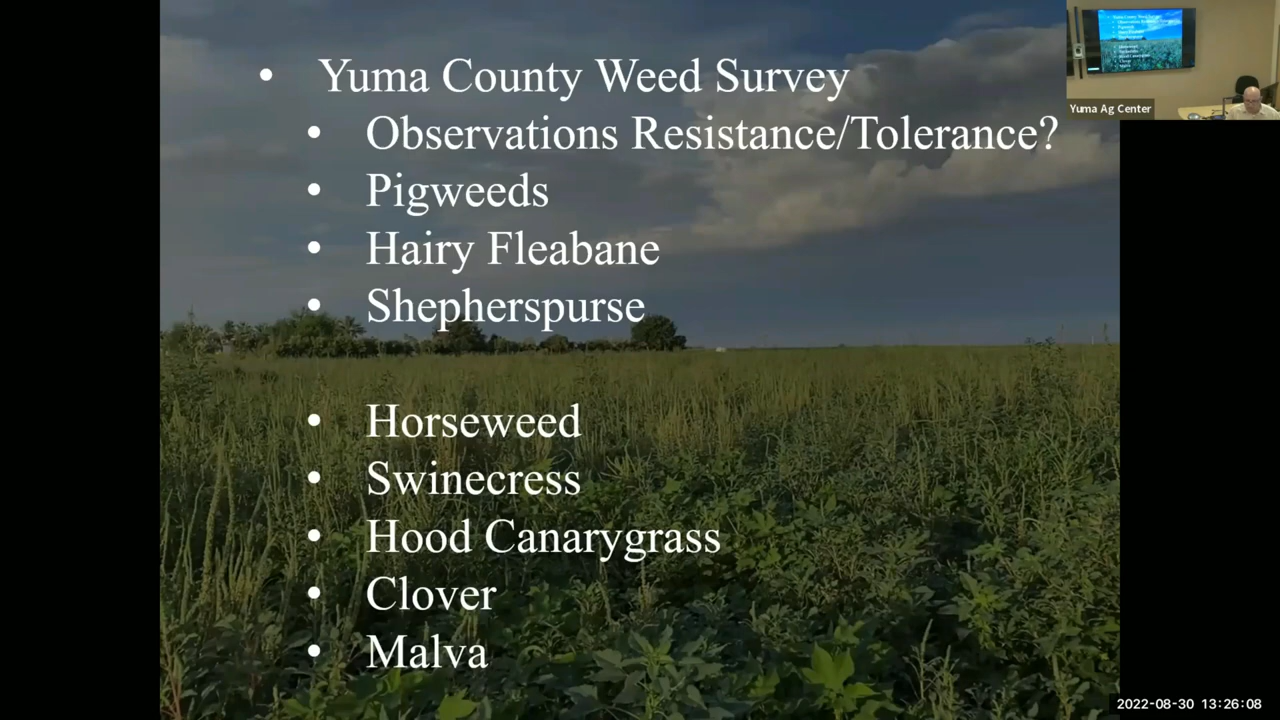 • Yuma County Weed Survey
• Observations Resistance/Tolerance?
• Pigweeds
• Hairy Fleabane
• Shepherspurse
• Horseweed
• Swinecress
• Hood Canarygrass
• Clover
• Malva
Yuma Ag Center
2022-08-30 13:26:08